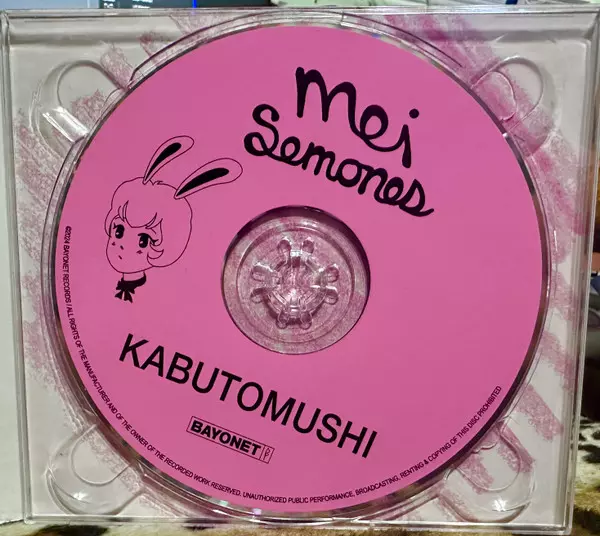 Mei
Semones
KABUTOMUSHI
BAYONET
©2024 BAYONET RECORDS / ALL RIGHTS OF THE MANUFACTURER AND OF THE OWNER OF THE RECORDED WORK RESERVED. UNAUTHORIZED PUBLIC PERFORMANCE, BROADCASTING, RENTING & COPYING OF THIS DISC PROHIBITED